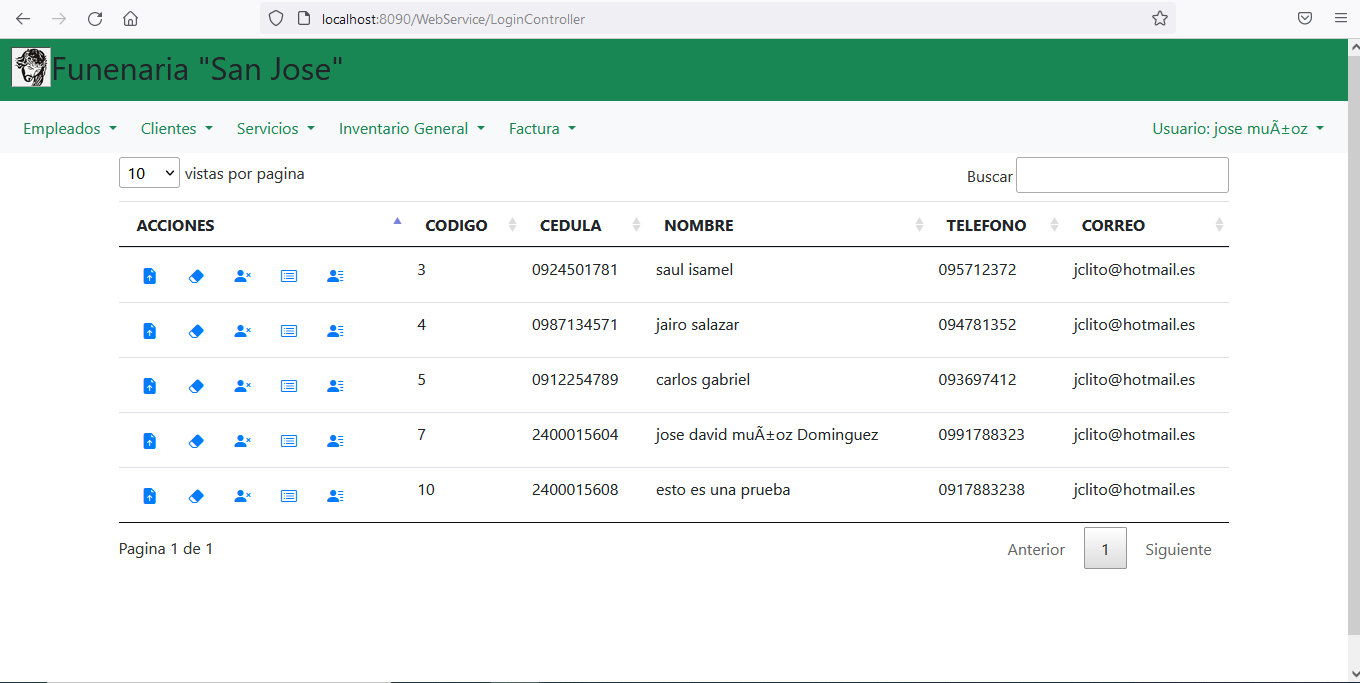 localhost:8090/WebService/LoginController
Funenaria "San Jose"
Empleados Clientes Servicios Inventario General Factura Usuario: jose muÃ±oz
10 vistas por pagina Buscar
ACCIONES CODIGO CEDULA NOMBRE TELEFONO CORREO
3 0924501781 saul isamel 095712372 jclito@hotmail.es
4 0987134571 jairo salazar 094781352 jclito@hotmail.es
5 0912254789 carlos gabriel 093697412 jclito@hotmail.es
7 2400015604 jose david muÃ±oz Dominguez 0991788323 jclito@hotmail.es
10 2400015608 esto es una prueba 0917883238 jclito@hotmail.es
Pagina 1 de 1 Anterior 1 Siguiente